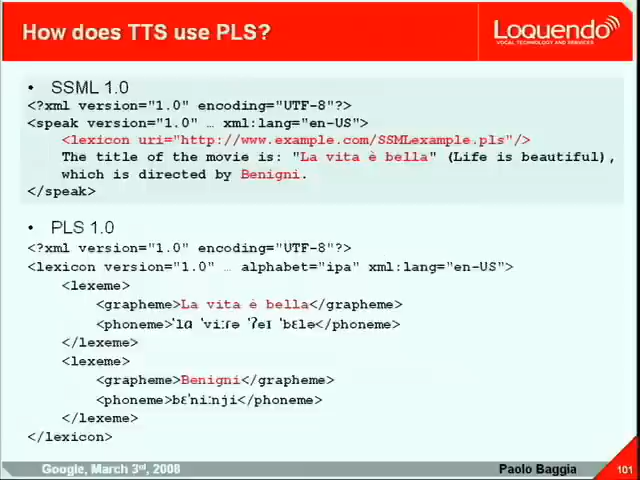 How does TTS use PLS?
Loquendo
VOCAL TECHNOLOGY AND SERVICES
• SSML 1.0
<?xml version="1.0" encoding="UTF-8"?>
<speak version="1.0" … xml:lang="en-US">
<lexicon uri="http://www.example.com/SSMLexample.pls"/>
The title of the movie is: "La vita è bella" (Life is beautiful),
which is directed by Benigni.
</speak>
• PLS 1.0
<?xml version="1.0" encoding="UTF-8"?>
<lexicon version="1.0" … alphabet="ipa" xml:lang="en-US">
<lexeme>
<grapheme>La vita è bella</grapheme>
<phoneme>ˈlɑ ˈviːɾə ˈʔeɪ ˈbɛlə</phoneme>
</lexeme>
<lexeme>
<grapheme>Benigni</grapheme>
<phoneme>bɛˈniːnji</phoneme>
</lexeme>
</lexicon>
Google, March 3rd, 2008
Paolo Baggia
101